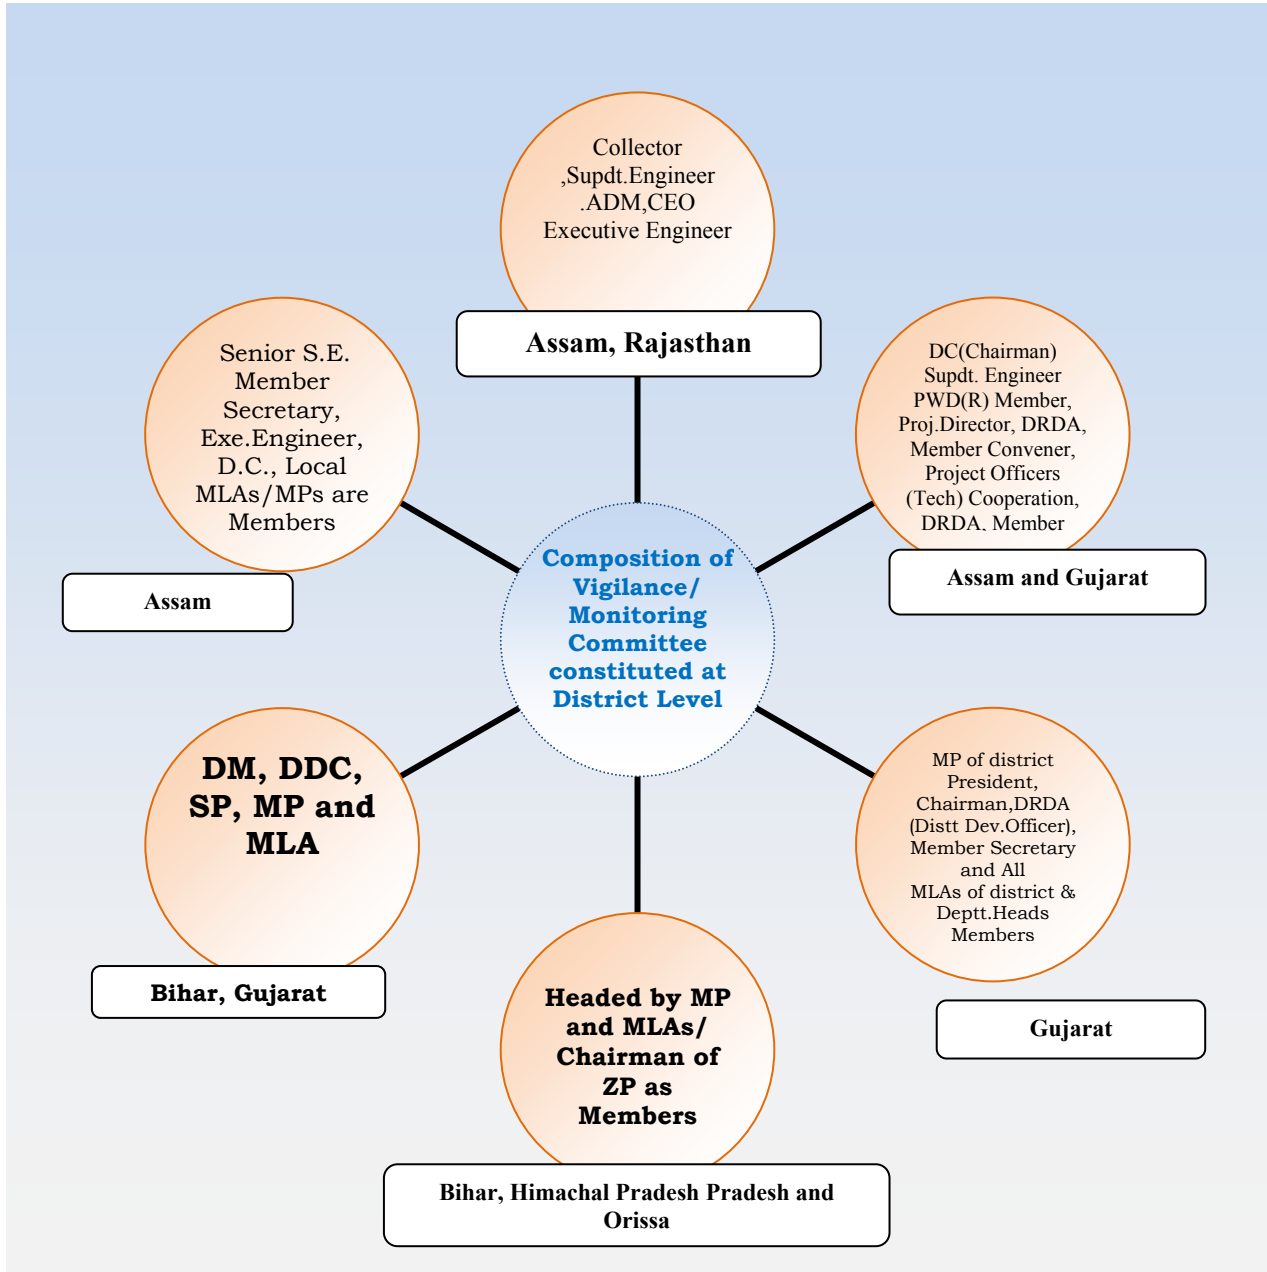 Collector
,Supdt.Engineer
.ADM,CEO
Executive Engineer
Assam, Rajasthan
DC(Chairman)
Supdt. Engineer
PWD(R) Member,
Proj.Director, DRDA,
Member Convener,
Project Officers
(Tech) Cooperation,
DRDA, Member
Assam and Gujarat
MP of district
President,
Chairman,DRDA
(Distt Dev.Officer),
Member Secretary
and All
MLAs of district &
Deptt.Heads
Members
Gujarat
Headed by MP
and MLAs/
Chairman of
ZP as
Members
Bihar, Himachal Pradesh Pradesh and
Orissa
DM, DDC,
SP, MP and
MLA
Bihar, Gujarat
Senior S.E.
Member
Secretary,
Exe.Engineer,
D.C., Local
MLAs/MPs are
Members
Assam
Composition of
Vigilance/
Monitoring
Committee
constituted at
District Level